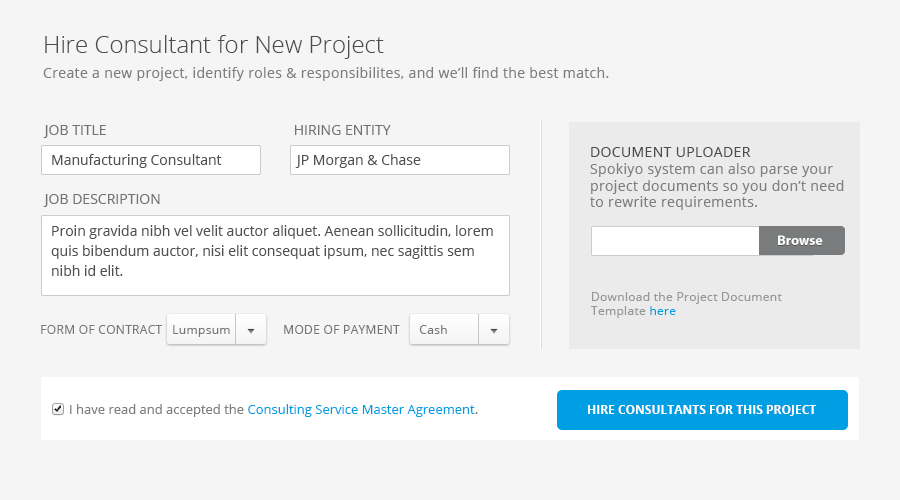 Hire Consultant for New Project
Create a new project, identify roles & responsibilites, and we'll find the best match.
JOB TITLE
HIRING ENTITY
Manufacturing Consultant
JP Morgan & Chase
JOB DESCRIPTION
Proin gravida nibh vel velit auctor aliquet. Aenean sollicitudin, lorem
quis bibendum auctor, nisi elit consequat ipsum, nec sagittis sem
nibh id elit.
FORM OF CONTRACT
Lumpsum
MODE OF PAYMENT
Cash
DOCUMENT UPLOADER
Spokiyo system can also parse your
project documents so you don't need
to rewrite requirements.
Browse
Download the Project Document
Template here
I have read and accepted the Consulting Service Master Agreement.
HIRE CONSULTANTS FOR THIS PROJECT